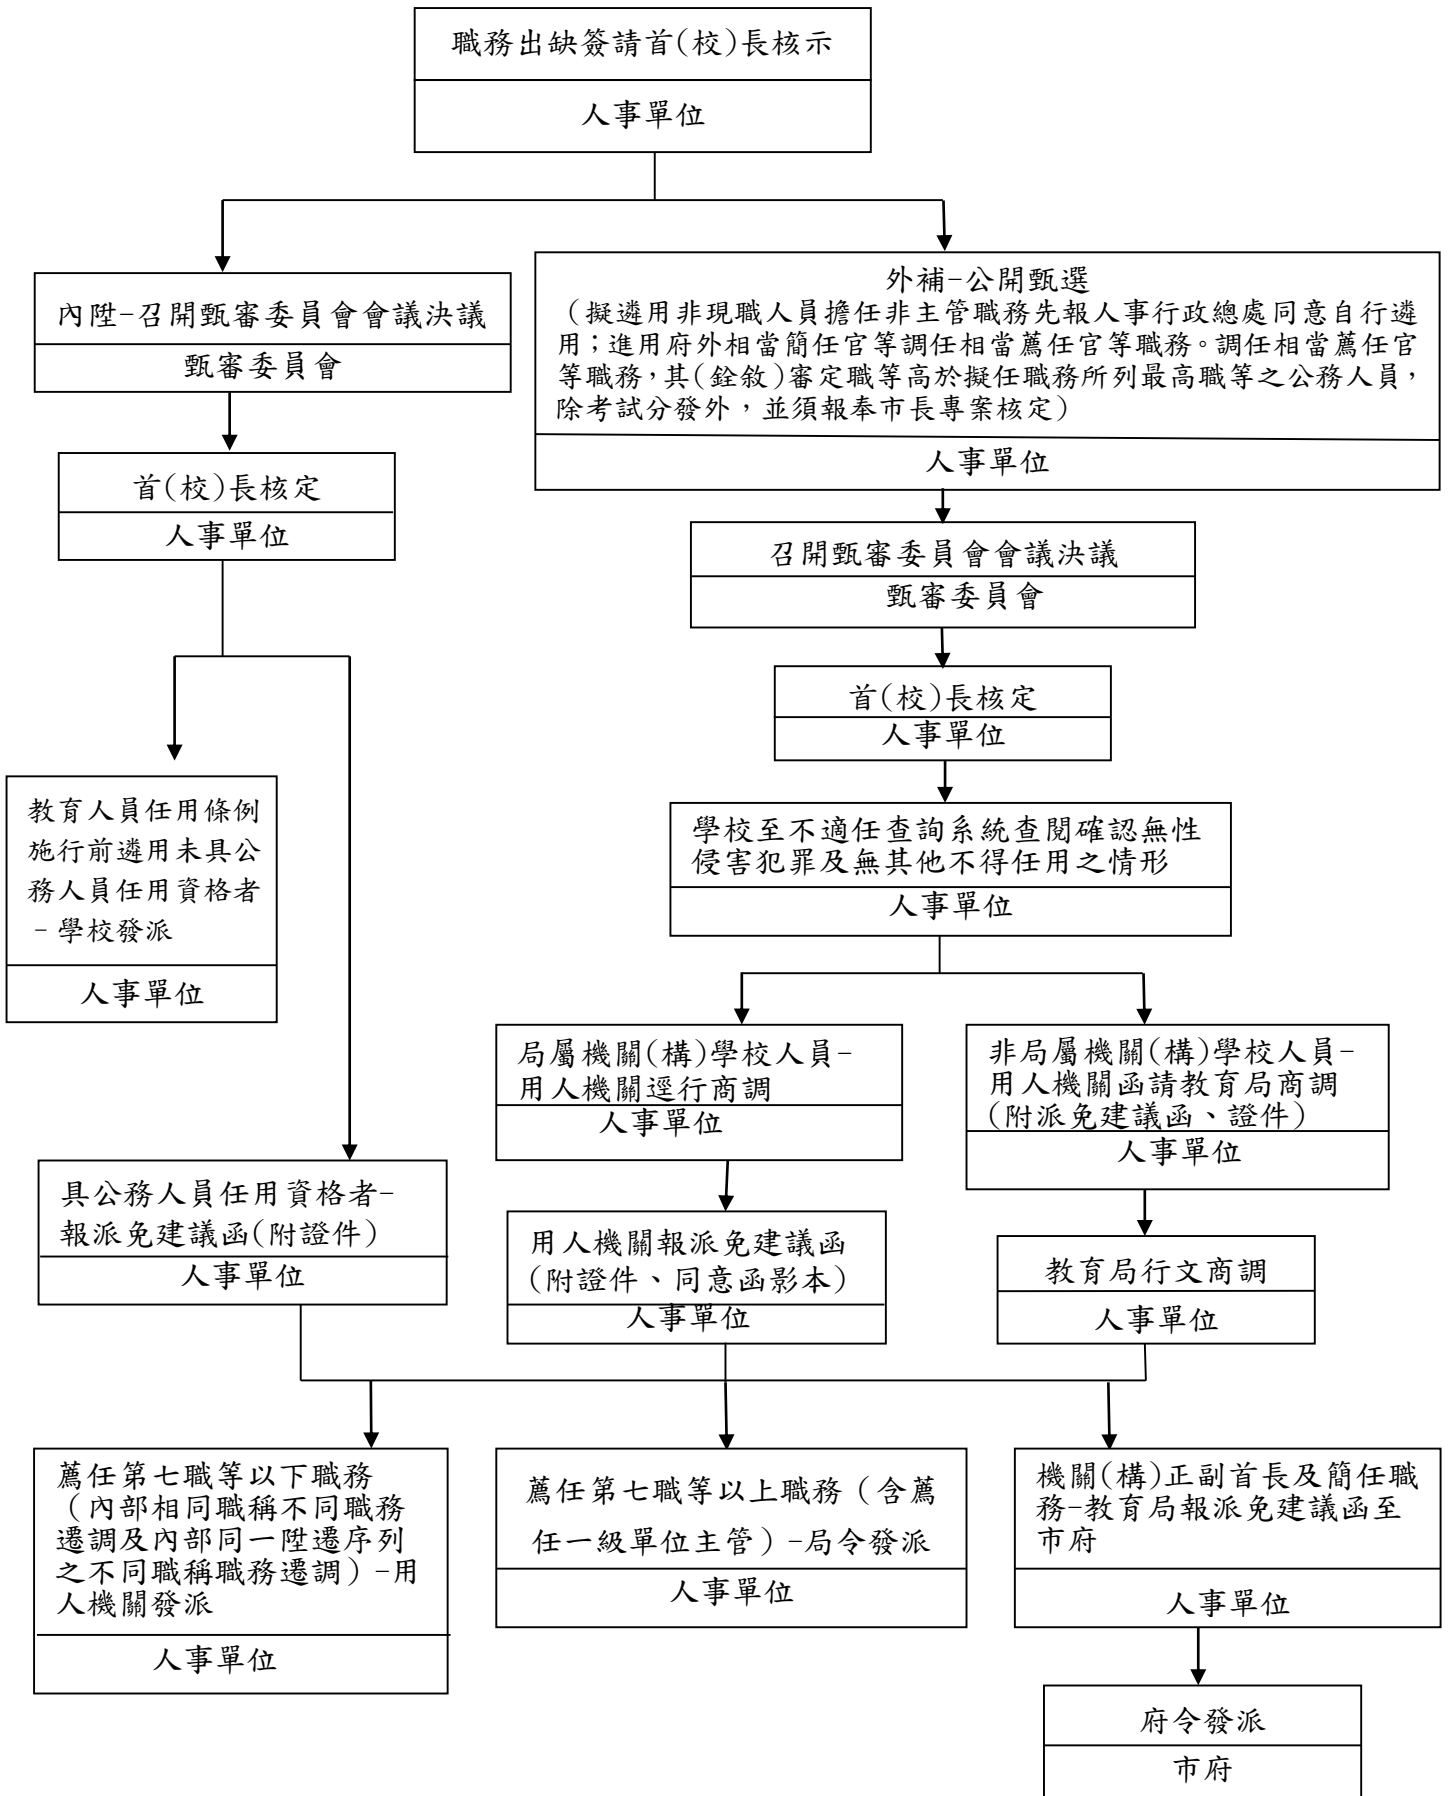 職務出缺簽請首(校)長核示
人事單位
內陞-召開甄審委員會會議決議
甄審委員會
外補-公開甄選
（擬遴用非現職人員擔任非主管職務先報人事行政總處同意自行遴
用；進用府外相當簡任官等調任相當薦任官等職務。調任相當薦任官
等職務，其(銓敘)審定職等高於擬任職務所列最高職等之公務人員，
除考試分發外，並須報奉市長專案核定）
人事單位
首(校)長核定
人事單位
召開甄審委員會會議決議
甄審委員會
首(校)長核定
人事單位
教育人員任用條例
施行前遴用未具公
務人員任用資格者
-學校發派
人事單位
學校至不適任查詢系統查閱確認無性
侵害犯罪及無其他不得任用之情形
人事單位
局屬機關(構)學校人員-
用人機關逕行商調
人事單位
非局屬機關(構)學校人員-
用人機關函請教育局商調
(附派免建議函、證件)
人事單位
具公務人員任用資格者-
報派免建議函(附證件)
人事單位
用人機關報派免建議函
(附證件、同意函影本)
人事單位
教育局行文商調
人事單位
薦任第七職等以下職務
（內部相同職稱不同職務
遷調及內部同一陞遷序列
之不同職稱職務遷調）-用
人機關發派
人事單位
薦任第七職等以上職務（含薦
任一級單位主管）-局令發派
人事單位
機關(構)正副首長及簡任職
務-教育局報派免建議函至
市府
人事單位
府令發派
市府